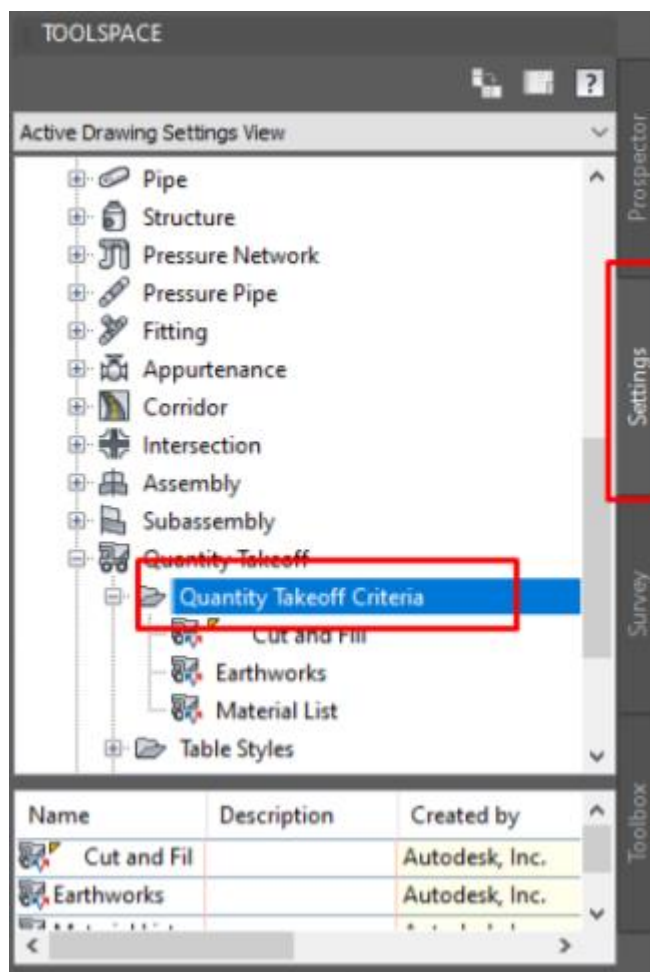 TOOLSPACE
?
Active Drawing Settings View
Pipe
Structure
Pressure Network
Pressure Pipe
Fitting
Appurtenance
Corridor
Intersection
Assembly
Subassembly
Quantity Takeoff
Quantity Takeoff Criteria
Cut and Fill
Earthworks
Material List
Table Styles
Name Description Created by
Cut and Fil Autodesk, Inc.
Earthworks Autodesk, Inc.
Prospector
Settings
Survey
Toolbox